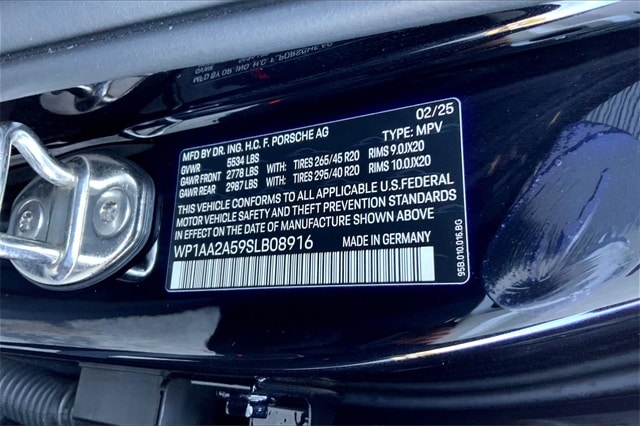 02/25
MFD BY DR. ING. H.C. F. PORSCHE AG TYPE: MPV
GVWR 5534 LBS WITH: TIRES 265/45 R20 RIMS 9.0JX20
GAWR FRONT 2778 LBS WITH: TIRES 295/40 R20 RIMS 10.0JX20
GAWR REAR 2987 LBS
THIS VEHICLE CONFORMS TO ALL APPLICABLE U.S. FEDERAL
MOTOR VEHICLE SAFETY AND THEFT PREVENTION STANDARDS
IN EFFECT ON THE DATE OF MANUFACTURE SHOWN ABOVE
WP1AA2A59SLB08916 MADE IN GERMANY
95B.010.016.BG